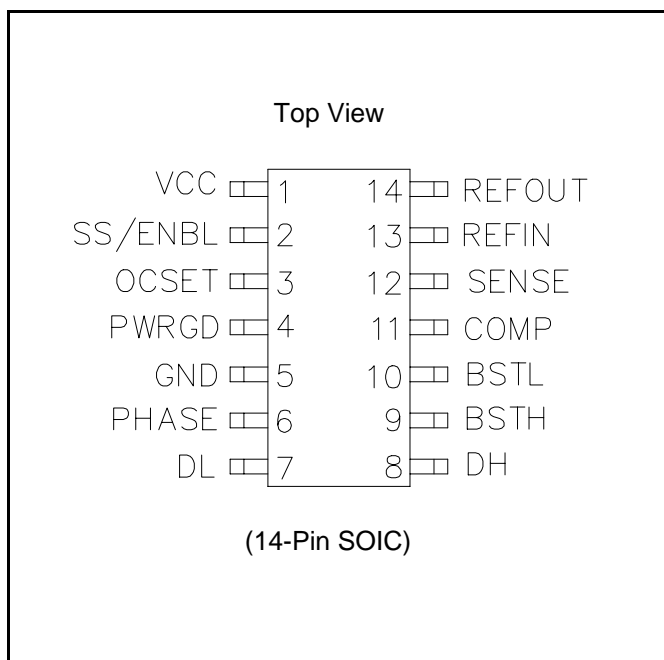 Top View
VCC 1 14 REFOUT
SS/ENBL 2 13 REFIN
OCSET 3 12 SENSE
PWRGD 4 11 COMP
GND 5 10 BSTL
PHASE 6 9 BSTH
DL 7 8 DH
(14-Pin SOIC)